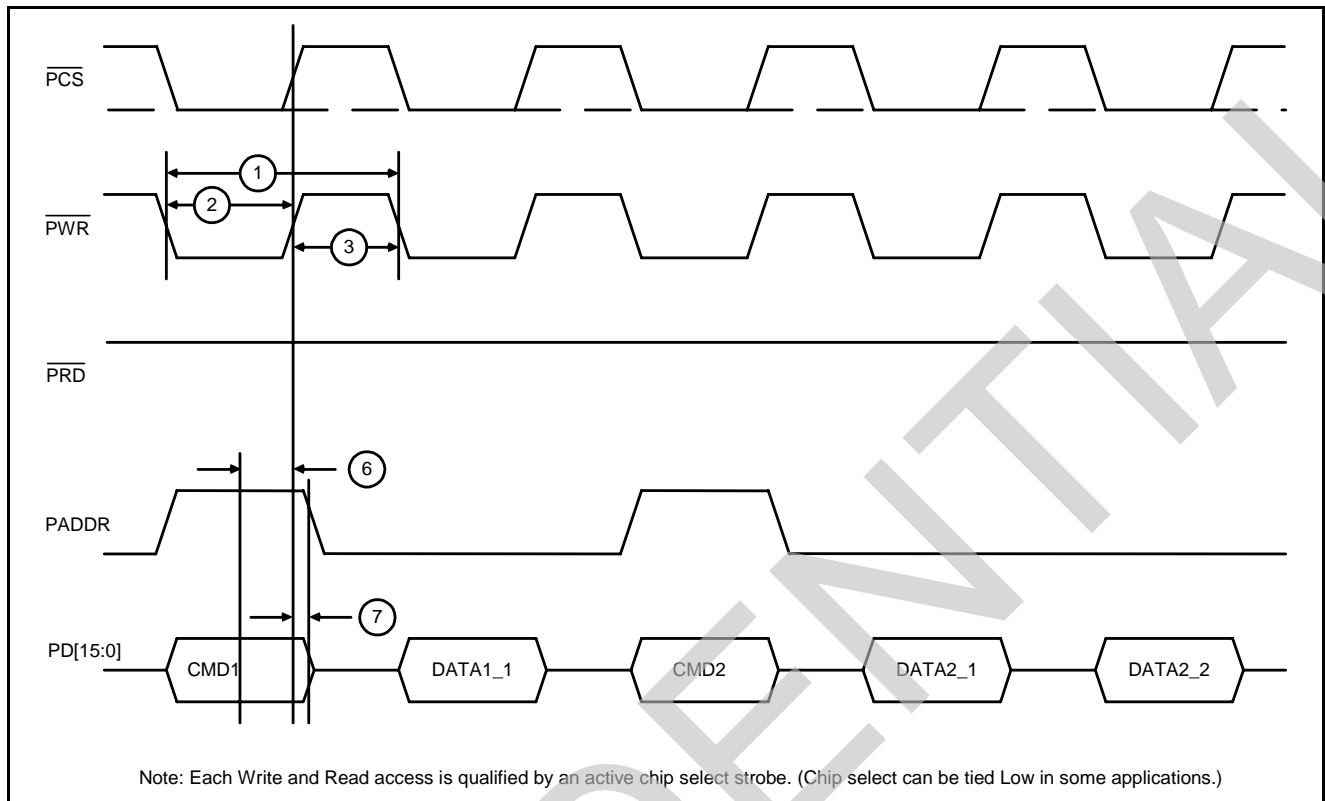 PCS
1
2
PWR
3
PRD
6
PADDR
7
PD[15:0]
CMD1 DATA1_1 CMD2 DATA2_1 DATA2_2
Note: Each Write and Read access is qualified by an active chip select strobe. (Chip select can be tied Low in some applications.)
ENTIAL